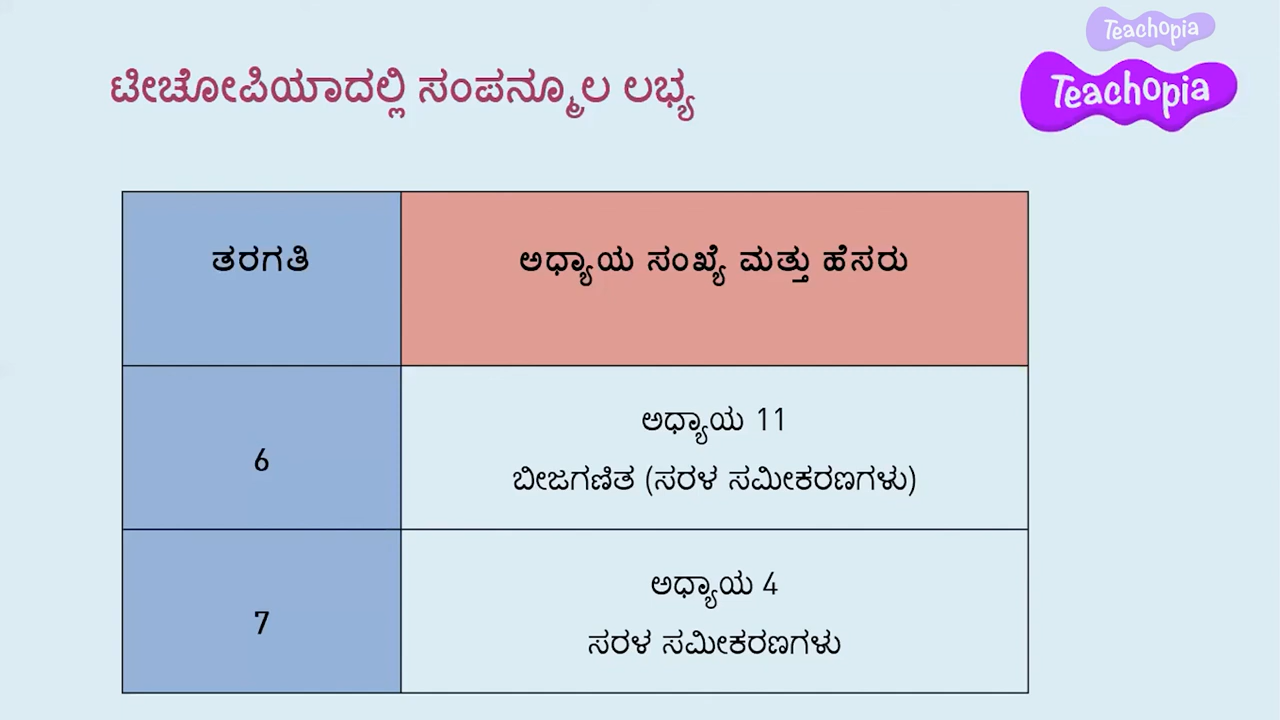 Teachopia
Teachopia
ಟೀಚೋಪಿಯಾದಲ್ಲಿ ಸಂಪನ್ಮೂಲ ಲಭ್ಯ
ತರಗತಿ
ಅಧ್ಯಾಯ ಸಂಖ್ಯೆ ಮತ್ತು ಹೆಸರು
6
ಅಧ್ಯಾಯ 11
ಬೀಜಗಣಿತ (ಸರಳ ಸಮೀಕರಣಗಳು)
7
ಅಧ್ಯಾಯ 4
ಸರಳ ಸಮೀಕರಣಗಳು